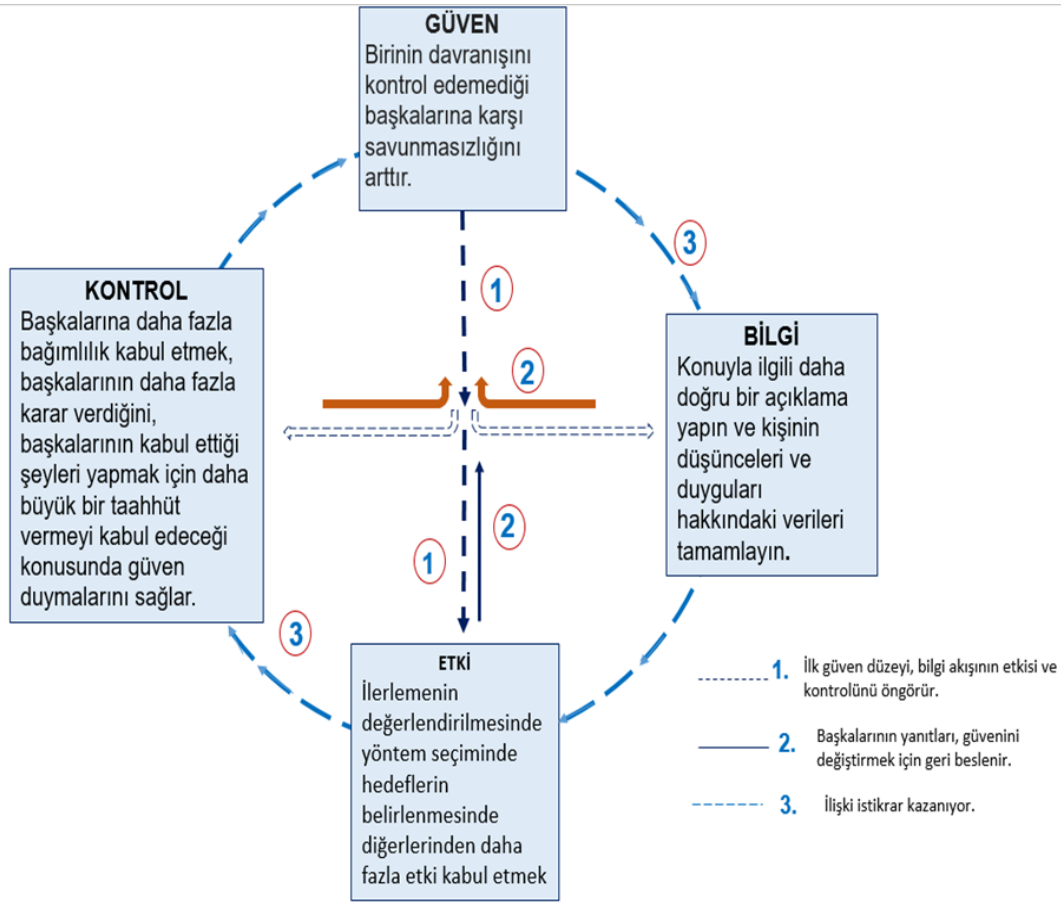 GÜVEN
Birinin davranışını
kontrol edemediği
başkalarına karşı
savunmasızlığını
arttır.
3
1
KONTROL
Başkalarına daha fazla
bağımlılık kabul etmek,
başkalarının daha fazla
karar verdiğini,
başkalarının kabul ettiği
şeyleri yapmak için daha
büyük bir taahhüt
vermeyi kabul edeceği
konusunda güven
duymalarını sağlar.
2
BİLGİ
Konuyla ilgili daha
doğru bir açıklama
yapın ve kişinin
düşünceleri ve
duyguları
hakkındaki verileri
tamamlayın.
2
1
3
ETKİ
İlerlemenin
değerlendirilmesinde
yöntem seçiminde
hedeflerin
belirlenmesinde
diğerlerinden daha
fazla etki kabul etmek
1. İlk güven düzeyi, bilgi akışının etkisi ve
kontrolünü öngörür.
2. Başkalarının yanıtları, güvenini
değiştirmek için geri beslenir.
3. İlişki istikrar kazanıyor.